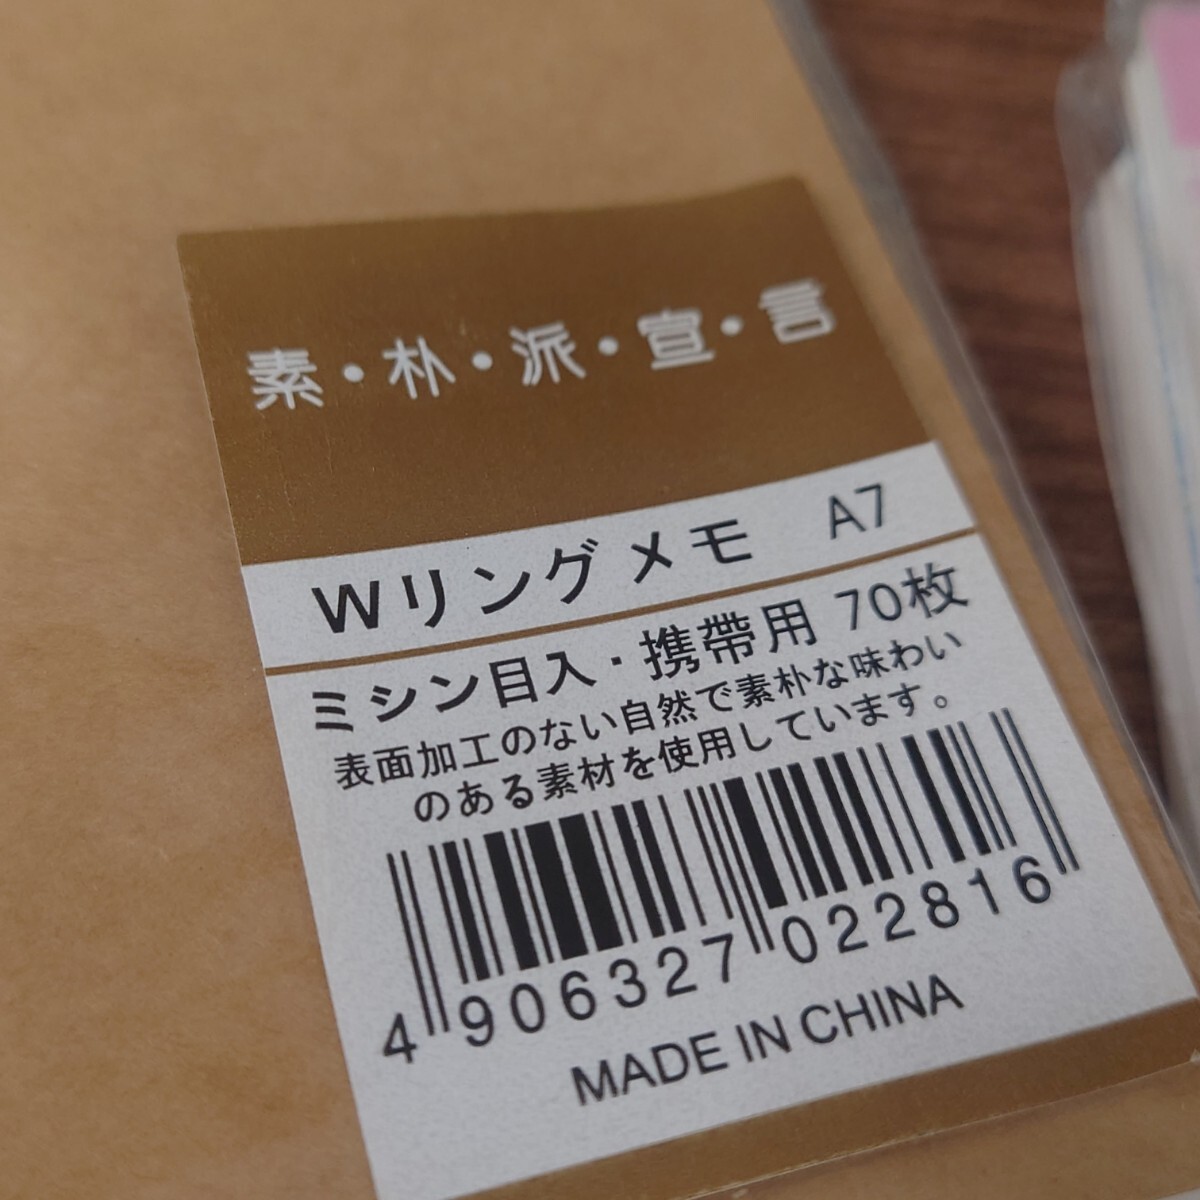 素・朴・派・宣・言
Wリングメモ A7
ミシン目入・携帯用 70枚
表面加工のない自然で素朴な味わい
のある素材を使用しています。
4 906327 022816
MADE IN CHINA